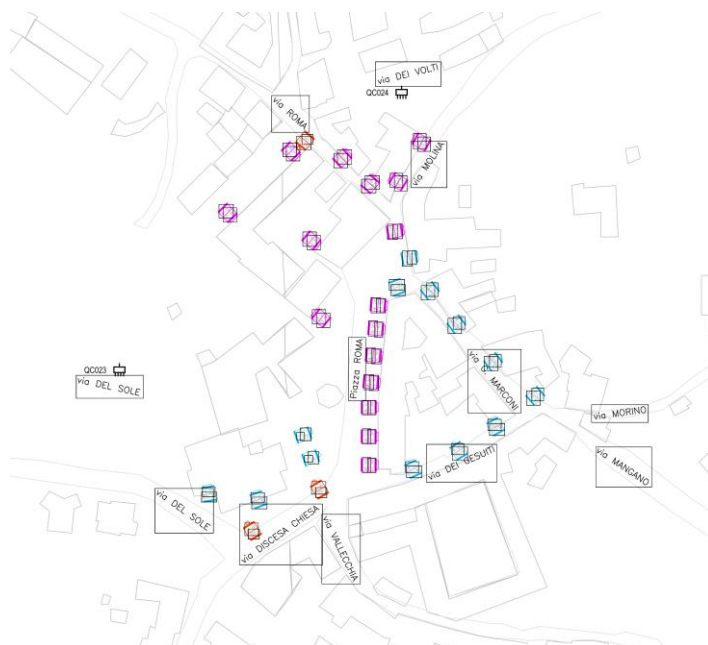 via DEI VOLTI
QC024
via ROMA
via MOLINA
Piazza ROMA
via G. MARCONI
QC023
via DEL SOLE
via MORINO
via DEI GESUITI
via MANGANO
via DEL SOLE
via DISCESA CHIESA
via VALLECCHIA